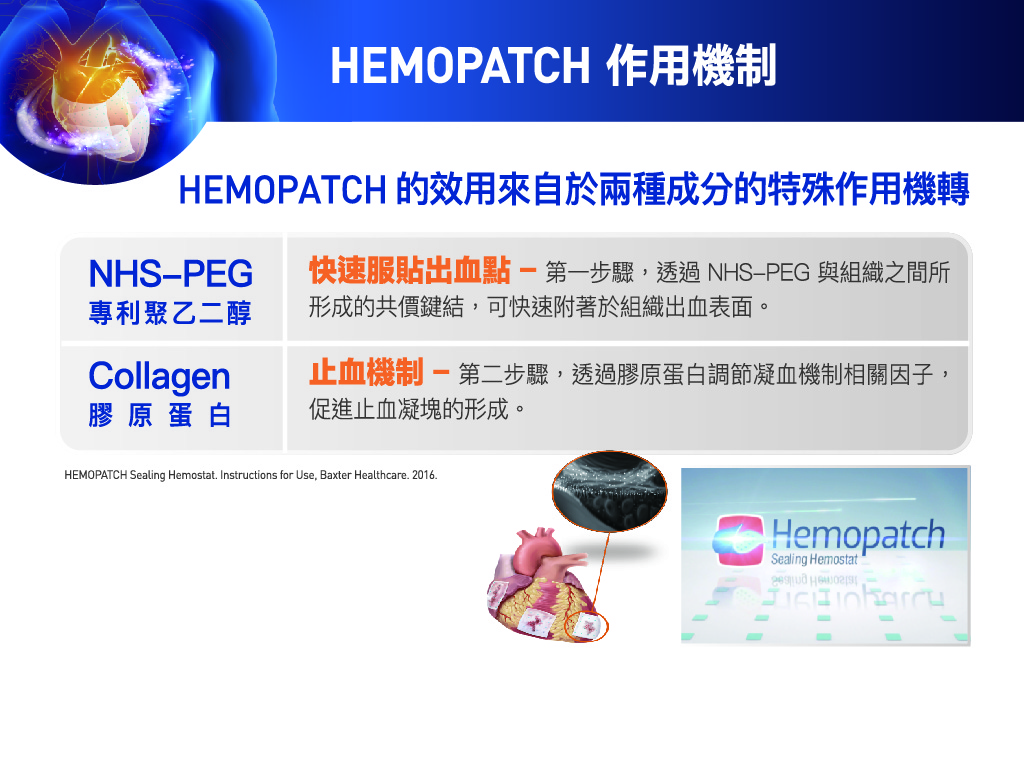 HEMOPATCH 作用機制
HEMOPATCH 的效用來自於兩種成分的特殊作用機轉
NHS–PEG
專利聚乙二醇
快速服貼出血點 – 第一步驟，透過 NHS–PEG 與組織之間所
形成的共價鍵結，可快速附著於組織出血表面。
Collagen
膠原蛋白
止血機制 – 第二步驟，透過膠原蛋白調節凝血機制相關因子，
促進止血凝塊的形成。
HEMOPATCH Sealing Hemostat. Instructions for Use, Baxter Healthcare. 2016.
Hemopatch
Sealing Hemostat